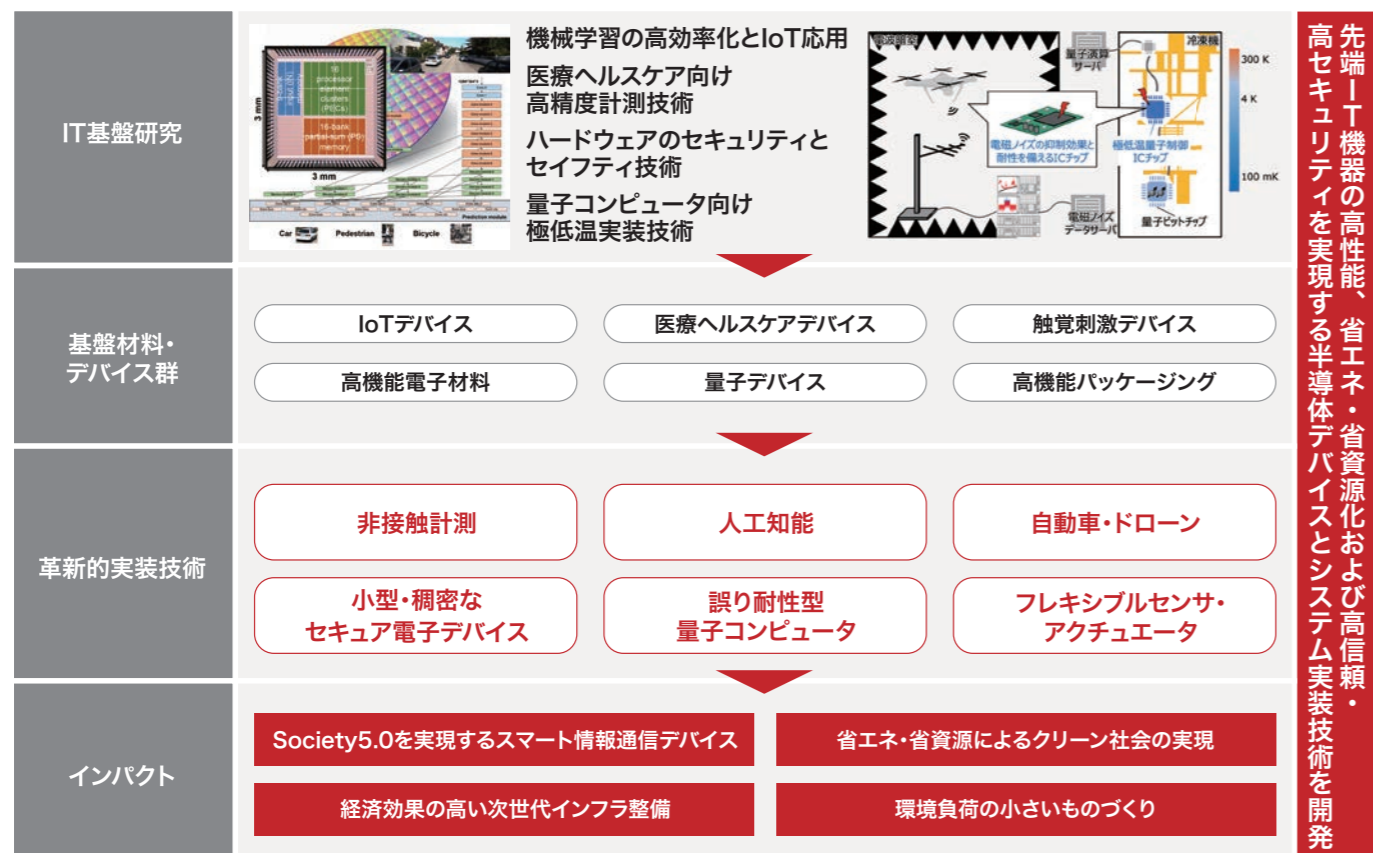 IT基盤研究
3 mm
16
processor
element
clusters
(PECs)
16-bank
partial-sum (PS)
memory
3 mm
Prediction module
Car
Pedestrian
Bicycle
機械学習の高効率化とIoT応用
医療ヘルスケア向け
高精度計測技術
ハードウェアのセキュリティと
セイフティ技術
量子コンピュータ向け
極低温実装技術
電波暗室
量子演算
サーバ
冷凍機
300 K
4 K
100 mK
電磁ノイズの抑制効果と
耐性を備えるICチップ
極低温量子制御
ICチップ
電磁ノイズ
データサーバ
量子ビットチップ
基盤材料・
デバイス群
IoTデバイス
医療ヘルスケアデバイス
触覚刺激デバイス
高機能電子材料
量子デバイス
高機能パッケージング
革新的実装技術
非接触計測
人工知能
自動車・ドローン
小型・稠密な
セキュア電子デバイス
誤り耐性型
量子コンピュータ
フレキシブルセンサ・
アクチュエータ
インパクト
Society5.0を実現するスマート情報通信デバイス
省エネ・省資源によるクリーン社会の実現
経済効果の高い次世代インフラ整備
環境負荷の小さいものづくり
先端IT機器の高性能、省エネ・省資源化および高信頼・
高セキュリティを実現する半導体デバイスとシステム実装技術を開発